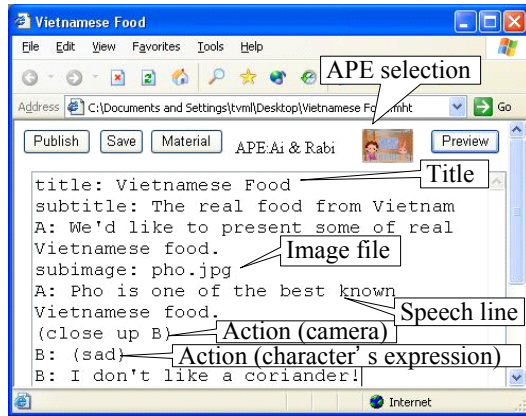 Vietnamese Food
File Edit View Favorites Tools Help
APE selection
Address C:\Documents and Settings\tvml\Desktop\Vietnamese Fo .mht Go
Publish Save Material APE:Ai & Rabi Preview
title: Vietnamese Food
Title
subtitle: The real food from Vietnam
A: We'd like to present some of real
Vietnamese food.
Image file
subimage: pho.jpg
A: Pho is one of the best known
Vietnamese food.
Speech line
(close up B)
Action (camera)
B: (sad)
Action (character's expression)
B: I don't like a coriander!
Internet